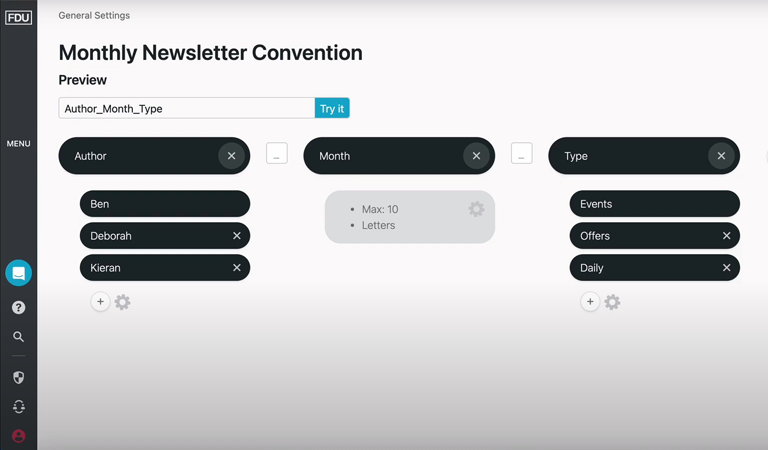 FDU
General Settings
Monthly Newsletter Convention
Preview
Author_Month_Type Try it
MENU
Author _ Month _ Type
Ben
Deborah
Kieran
Max: 10
Letters
Events
Offers
Daily